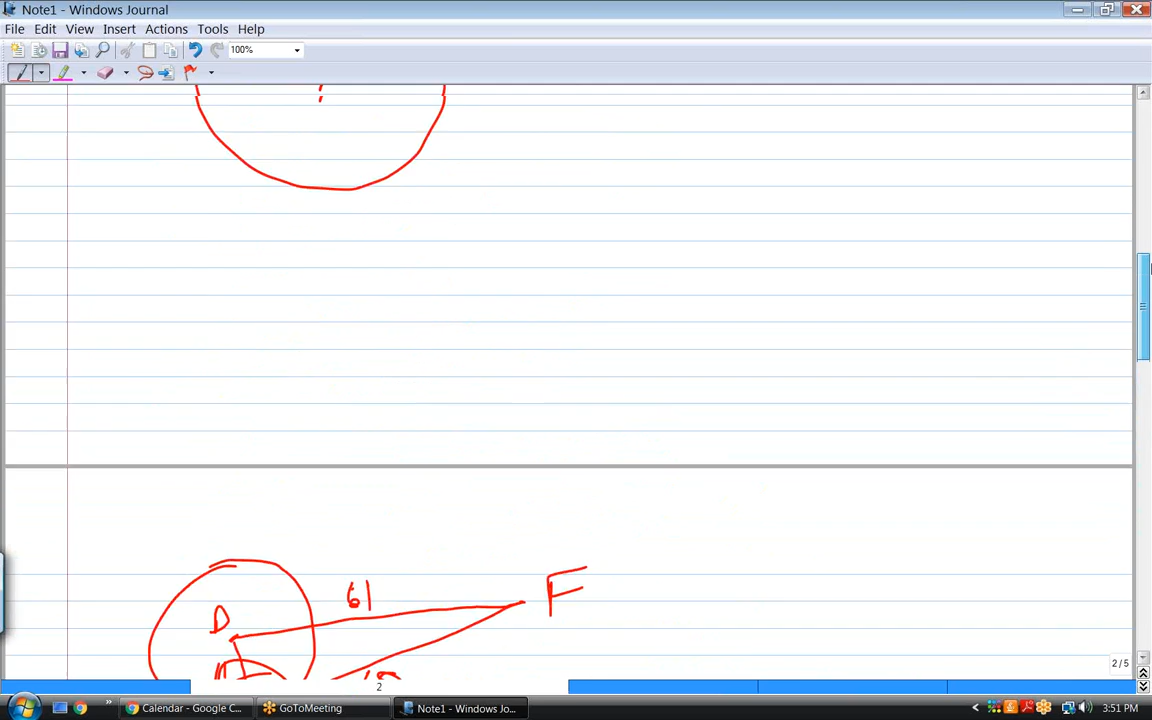 Note1 - Windows Journal
File Edit View Insert Actions Tools Help
100%
61
F
D
2 / 5
2
Calendar - Google C...
GoToMeeting
Note1 - Windows Jo...
3:51 PM